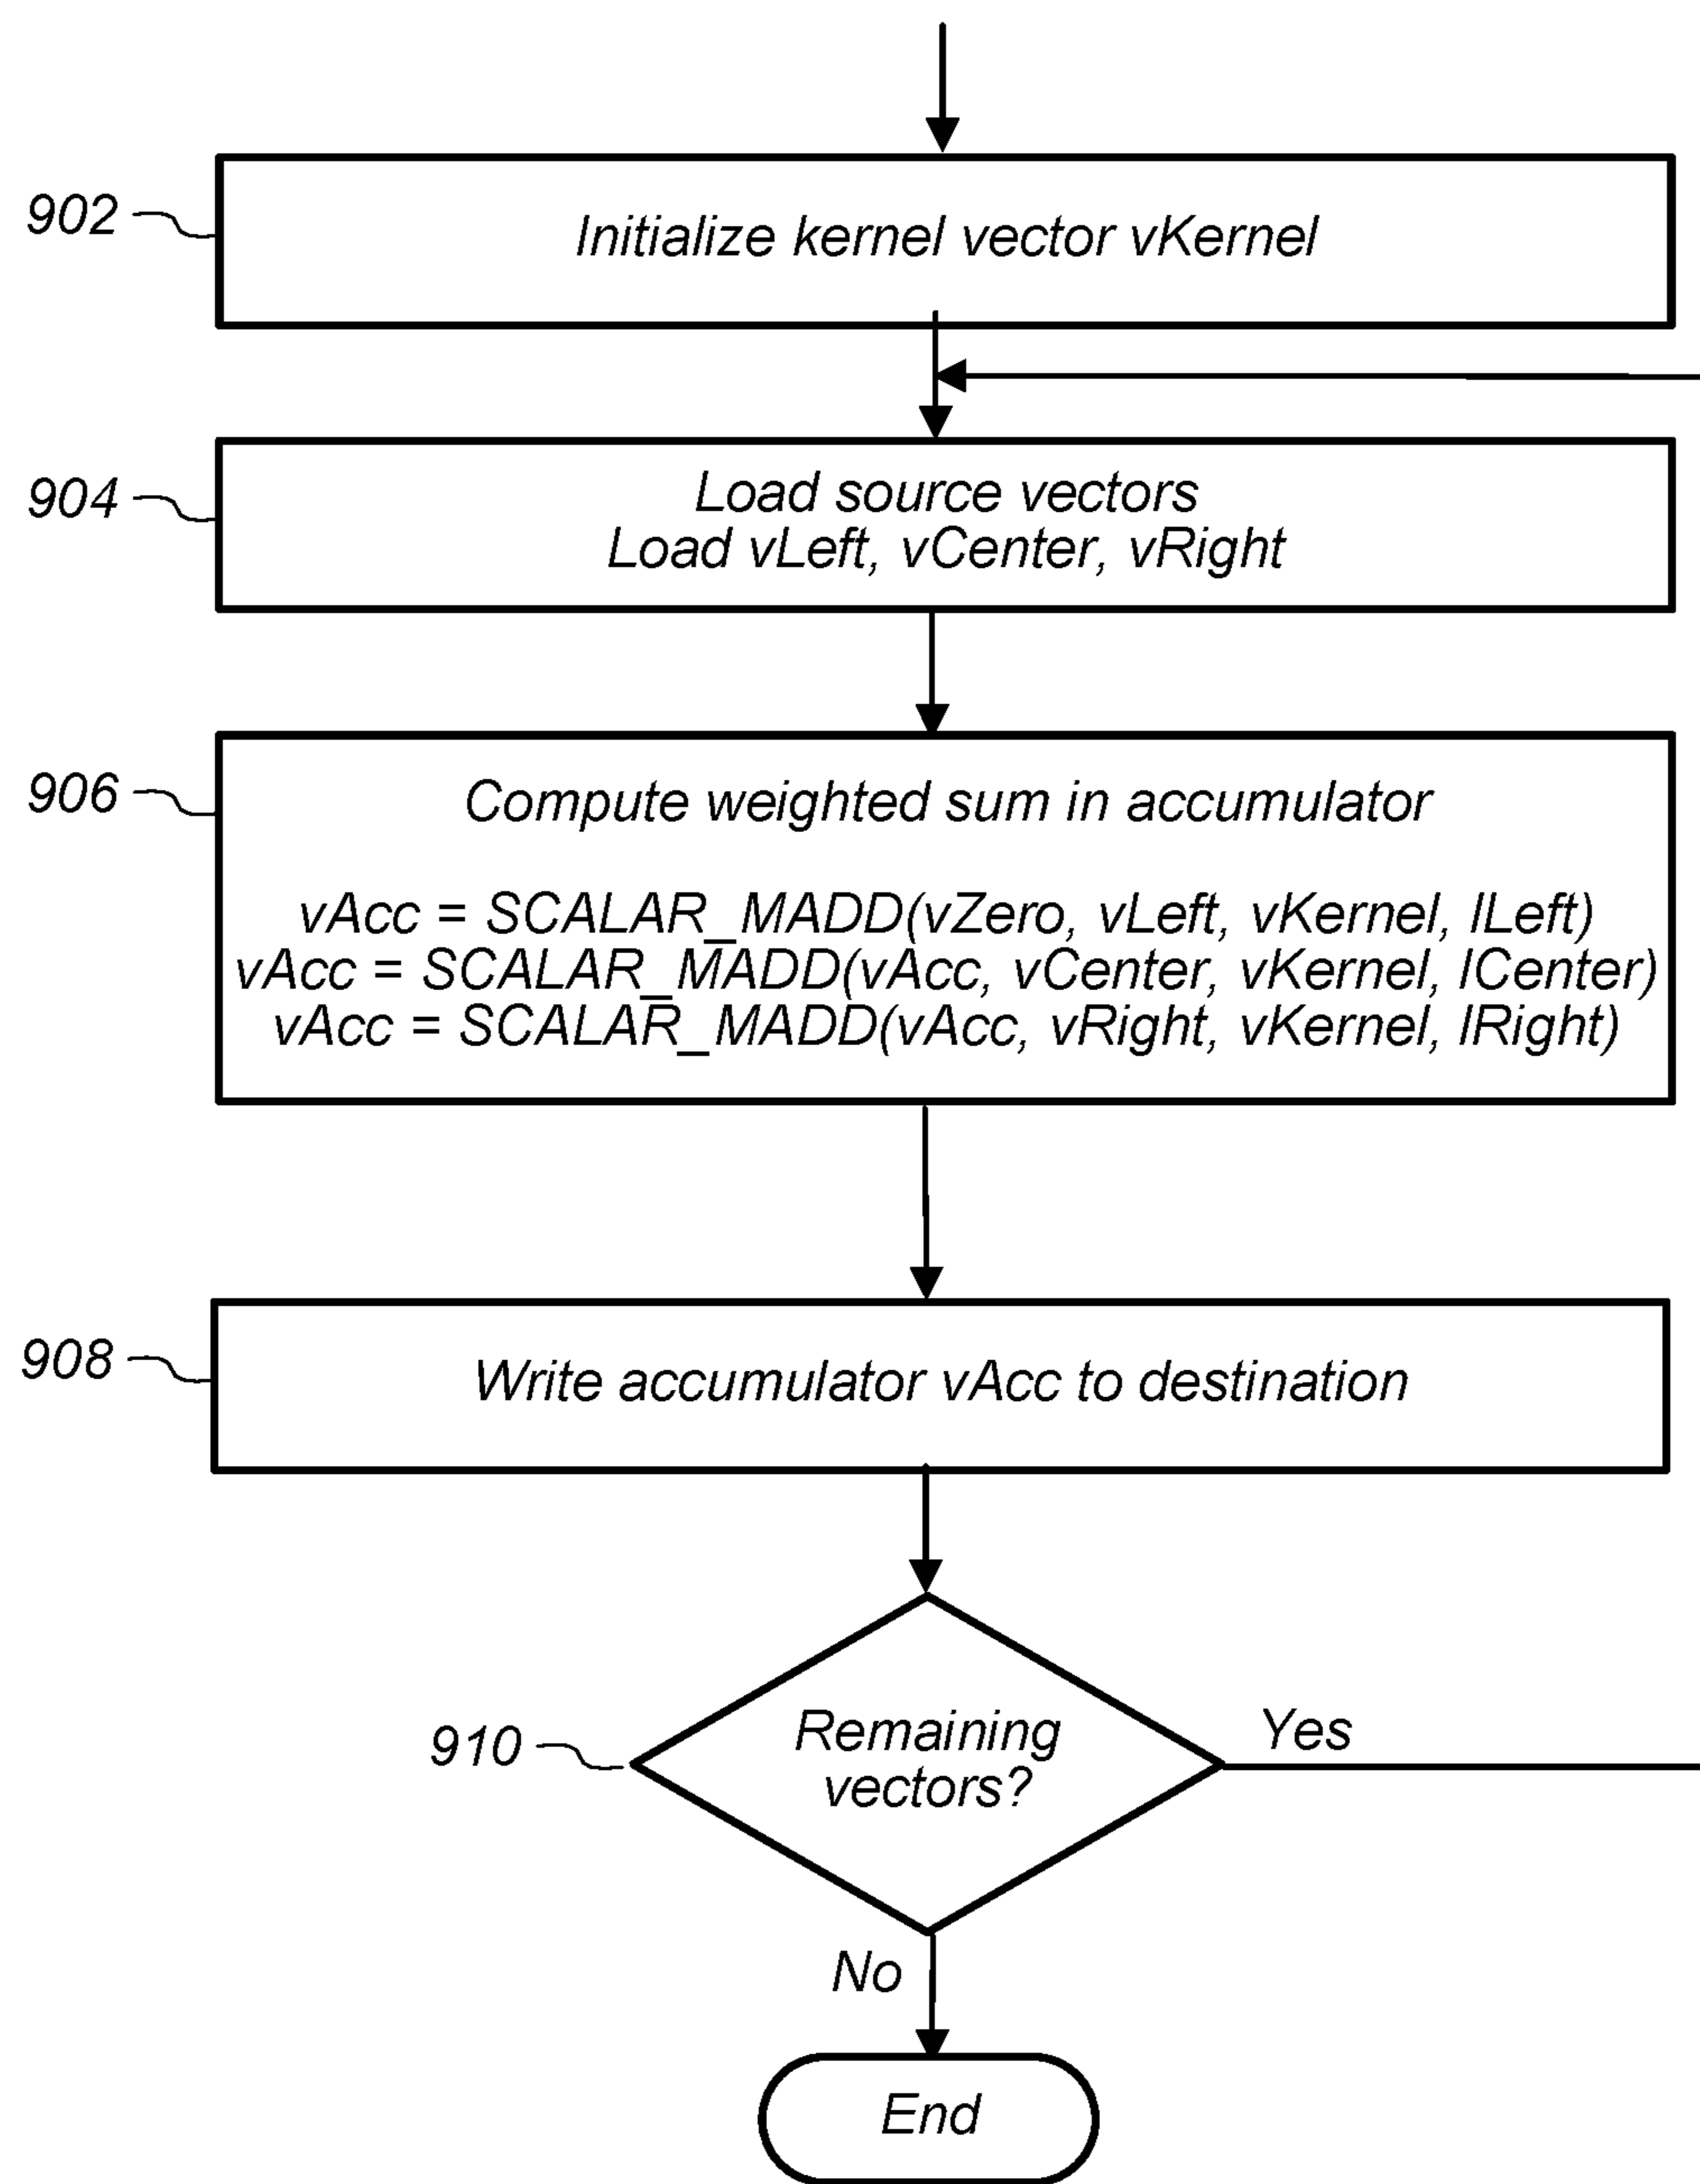 902
Initialize kernel vector vKernel
904
Load source vectors
Load vLeft, vCenter, vRight
906
Compute weighted sum in accumulator
vAcc = SCALAR_MADD(vZero, vLeft, vKernel, lLeft)
vAcc = SCALAR_MADD(vAcc, vCenter, vKernel, lCenter)
vAcc = SCALAR_MADD(vAcc, vRight, vKernel, lRight)
908
Write accumulator vAcc to destination
910
Remaining
vectors?
Yes
No
End